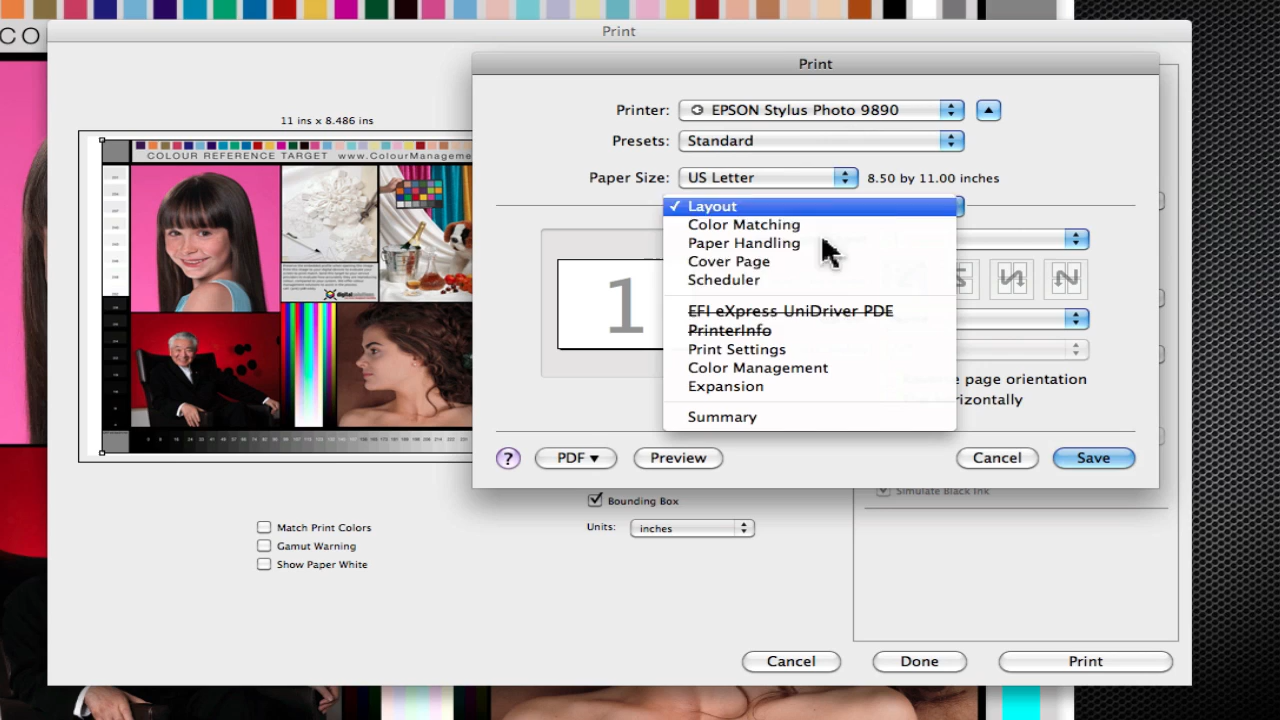 CO
Print
Print
11 ins x 8.486 ins
COLOUR REFERENCE TARGET www.ColourManageme
Printer: EPSON Stylus Photo 9890
Presets: Standard
Paper Size: US Letter 8.50 by 11.00 inches
✓ Layout
Color Matching
Paper Handling
Cover Page
Scheduler
EFI eXpress UniDriver PDE
PrinterInfo
Print Settings
Color Management
Expansion
Summary
1
page orientation
horizontally
? PDF▼ Preview Cancel Save
Simulate Black Ink
Bounding Box
Units: inches
Match Print Colors
Gamut Warning
Show Paper White
Cancel Done Print